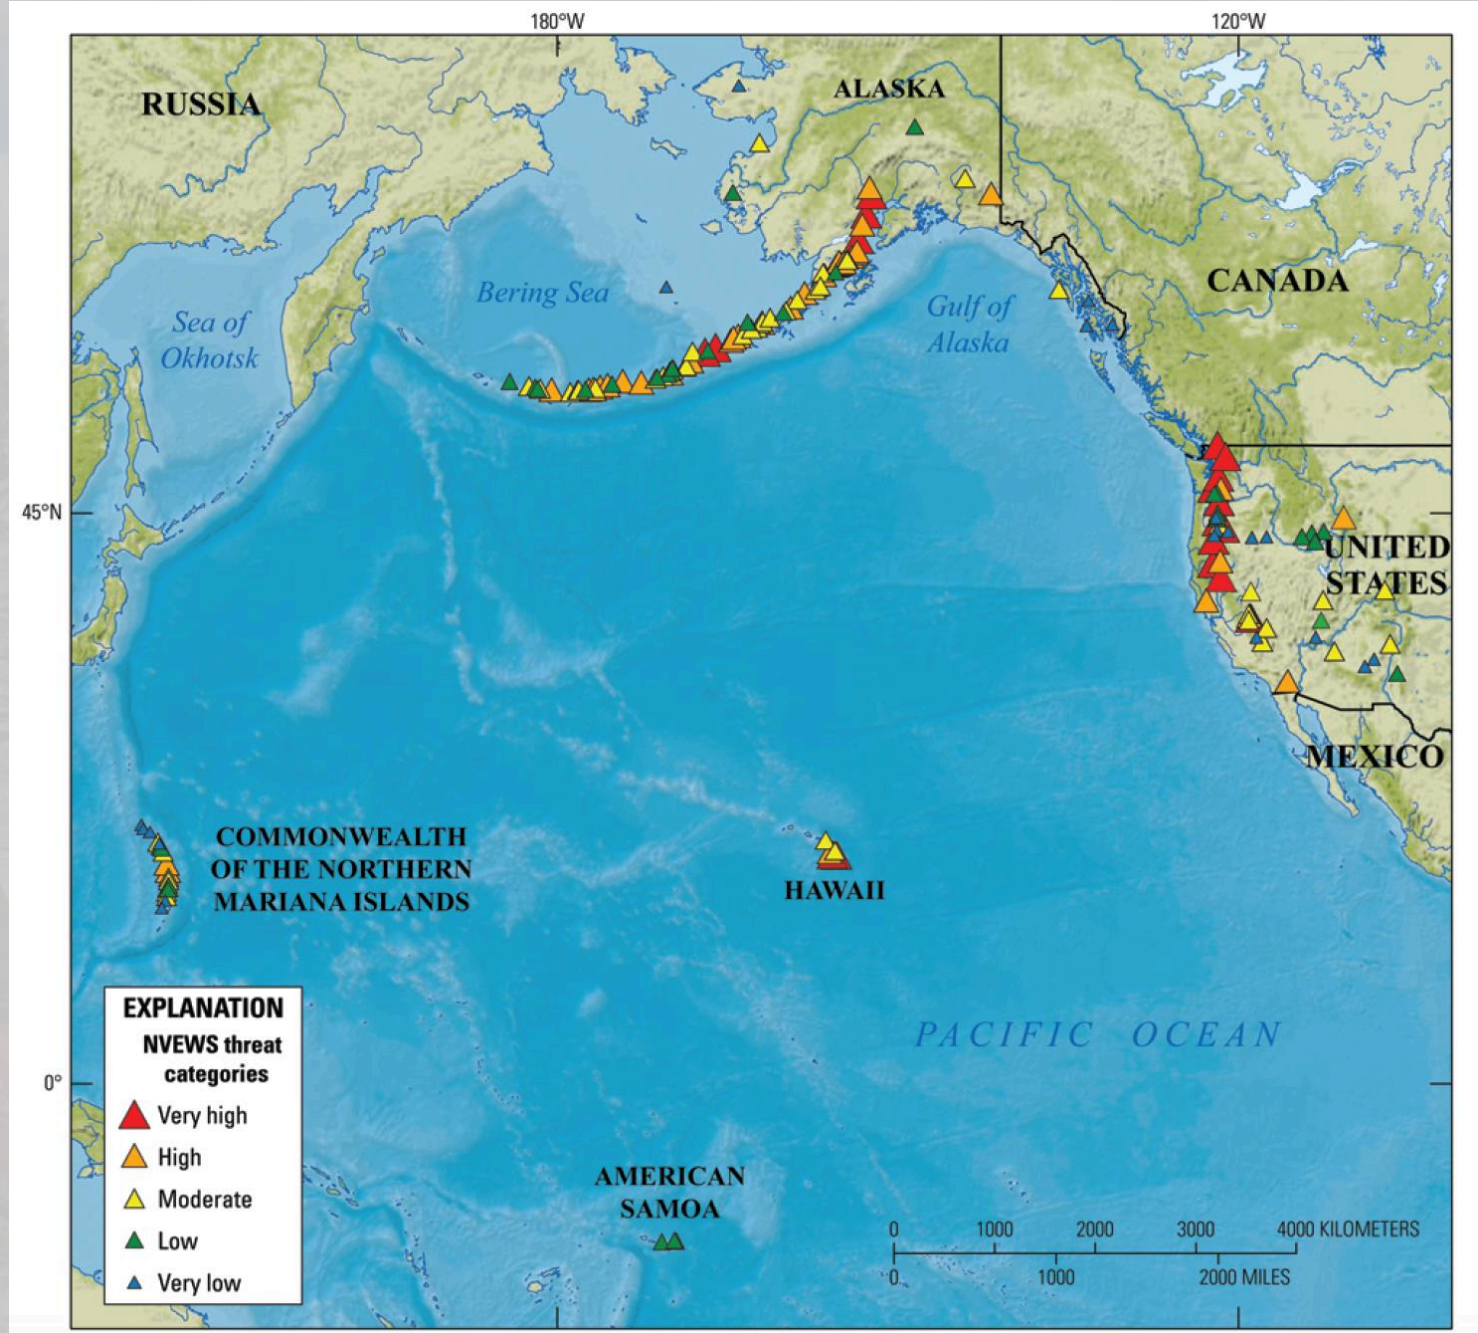 180°W
120°W
RUSSIA
ALASKA
CANADA
Bering Sea
Gulf of
Alaska
Sea of
Okhotsk
45°N
UNITED
STATES
MEXICO
COMMONWEALTH
OF THE NORTHERN
MARIANA ISLANDS
HAWAII
EXPLANATION
NVEWS threat
categories
Very high
High
Moderate
Low
Very low
PACIFIC OCEAN
0°
AMERICAN
SAMOA
0 1000 2000 3000 4000 KILOMETERS
0 1000 2000 MILES